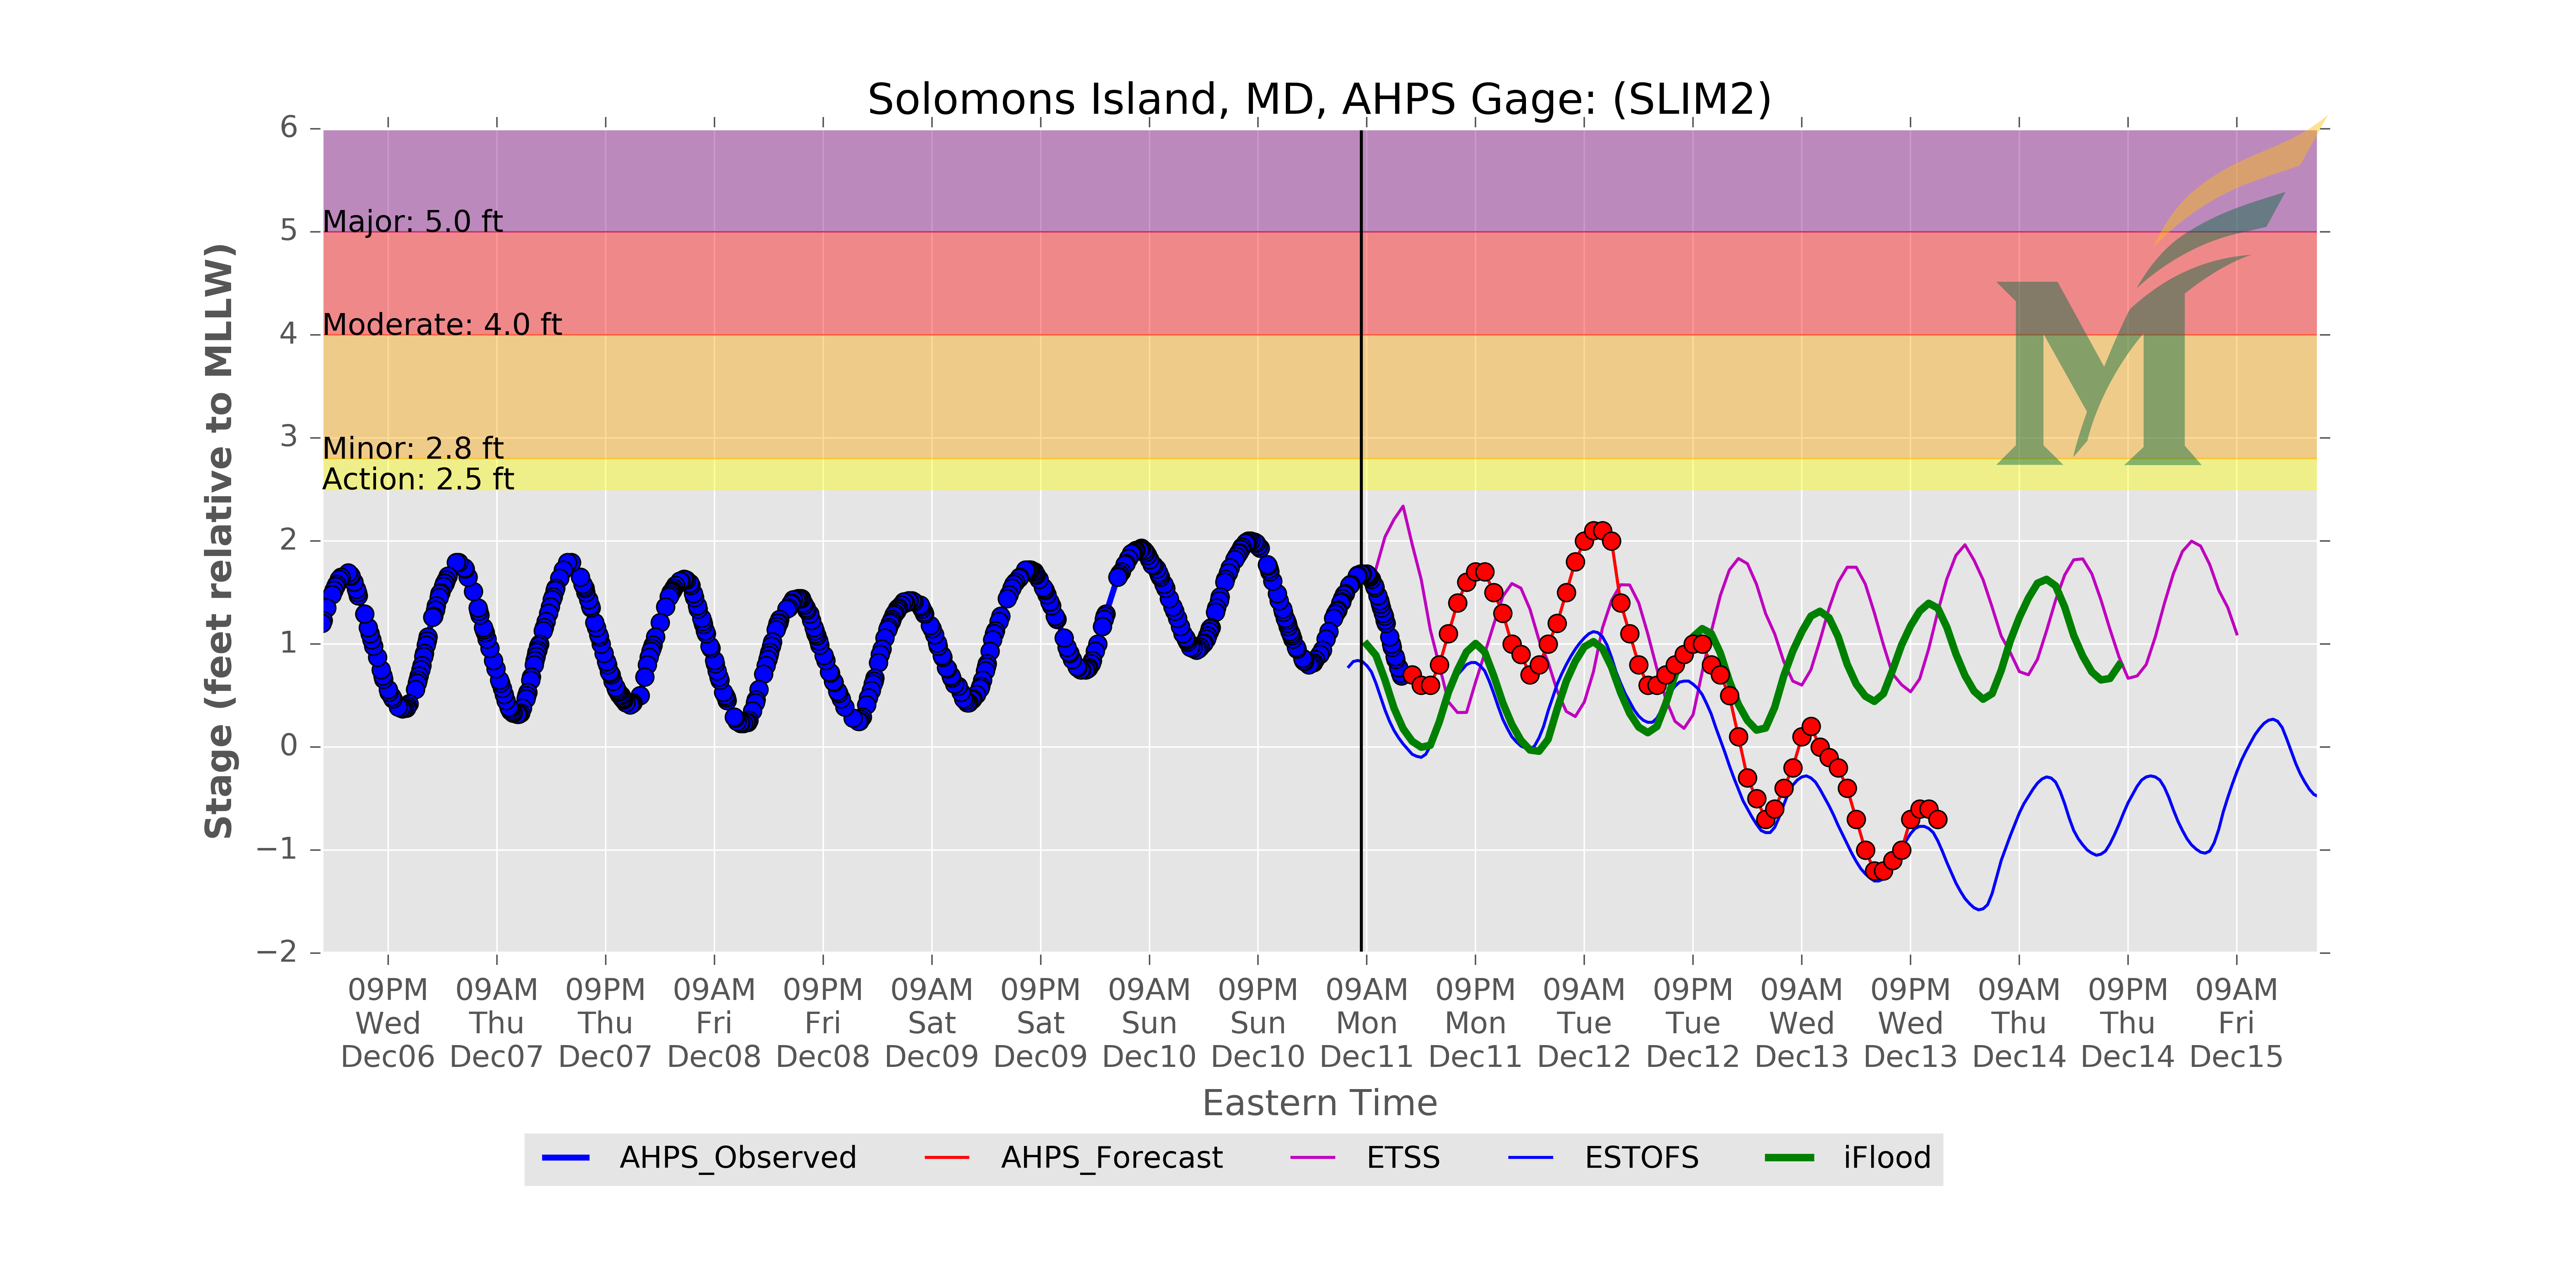 Solomons Island, MD, AHPS Gage: (SLIM2)
6
5
4
3
2
1
0
−1
−2
Stage (feet relative to MLLW)
Major: 5.0 ft
Moderate: 4.0 ft
Minor: 2.8 ft
Action: 2.5 ft
M
09PM 09AM 09PM 09AM 09PM 09AM 09PM 09AM 09PM 09AM 09PM 09AM 09PM 09AM 09PM 09AM 09PM 09AM
Wed Thu Thu Fri Fri Sat Sat Sun Sun Mon Mon Tue Tue Wed Wed Thu Thu Fri
Dec06 Dec07 Dec07 Dec08 Dec08 Dec09 Dec09 Dec10 Dec10 Dec11 Dec11 Dec12 Dec12 Dec13 Dec13 Dec14 Dec14 Dec15
Eastern Time
AHPS_Observed AHPS_Forecast ETSS ESTOFS iFlood